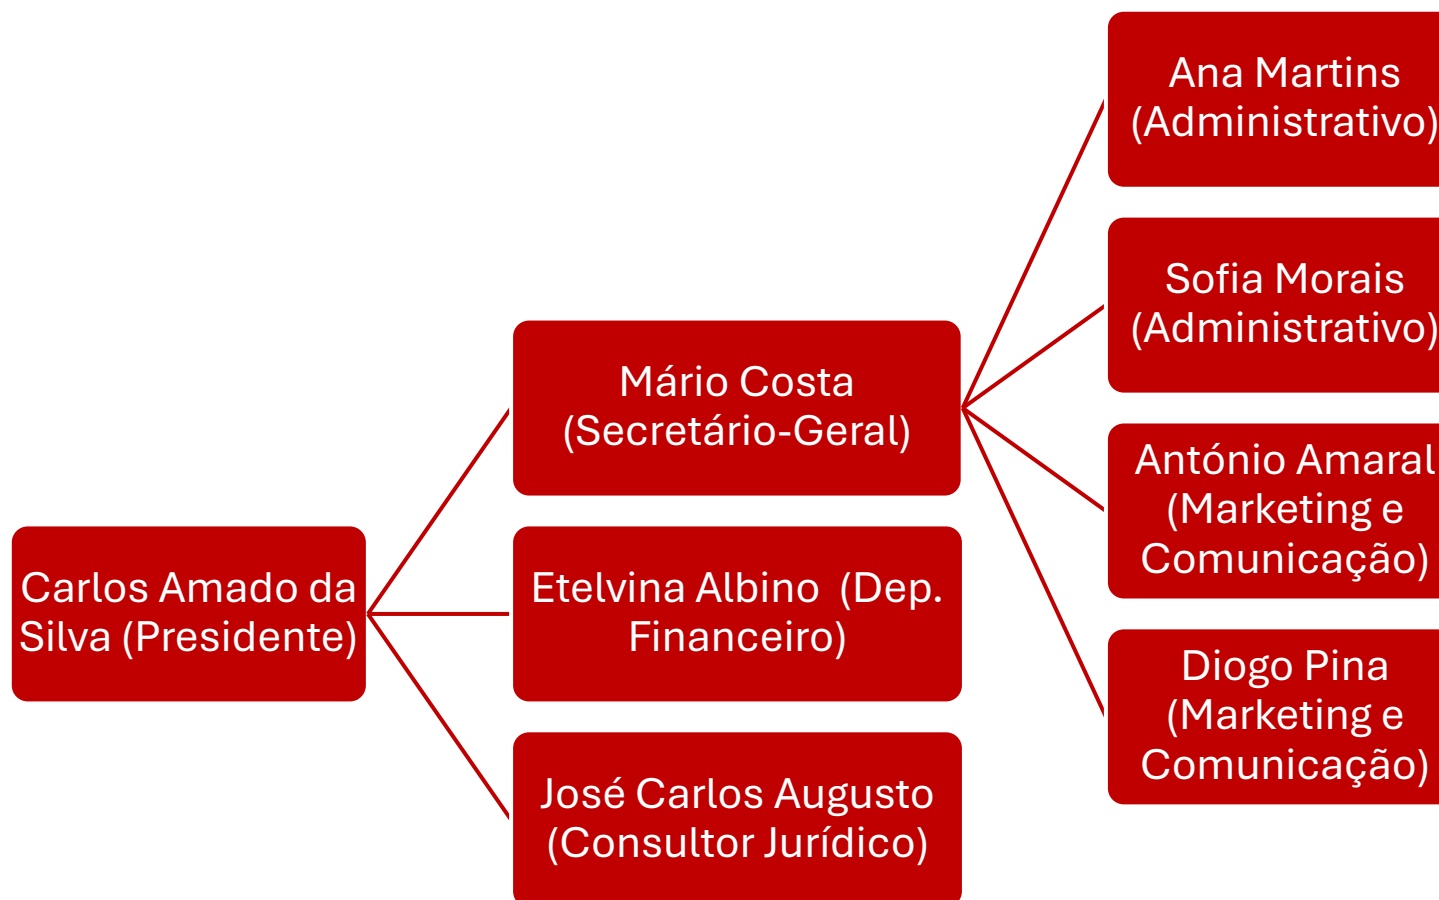 Carlos Amado da
Silva (Presidente)
Mário Costa
(Secretário-Geral)
Etelvina Albino  (Dep.
Financeiro)
José Carlos Augusto
(Consultor Jurídico)
Ana Martins
(Administrativo)
Sofia Morais
(Administrativo)
António Amaral
(Marketing e
Comunicação)
Diogo Pina
(Marketing e
Comunicação)